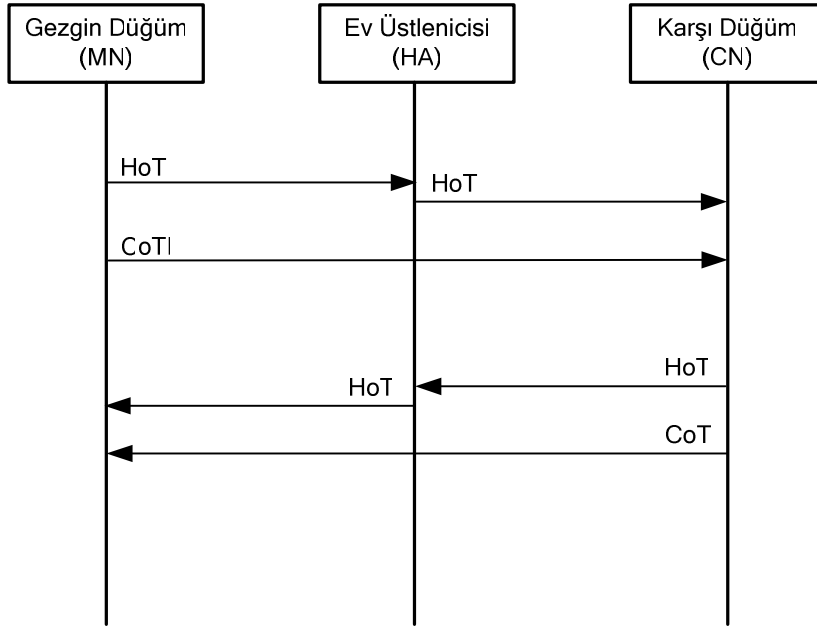 Gezgin Düğüm
(MN)
Ev Üstlenicisi
(HA)
Karşı Düğüm
(CN)
HoT
HoT
CoTI
HoT
HoT
CoT